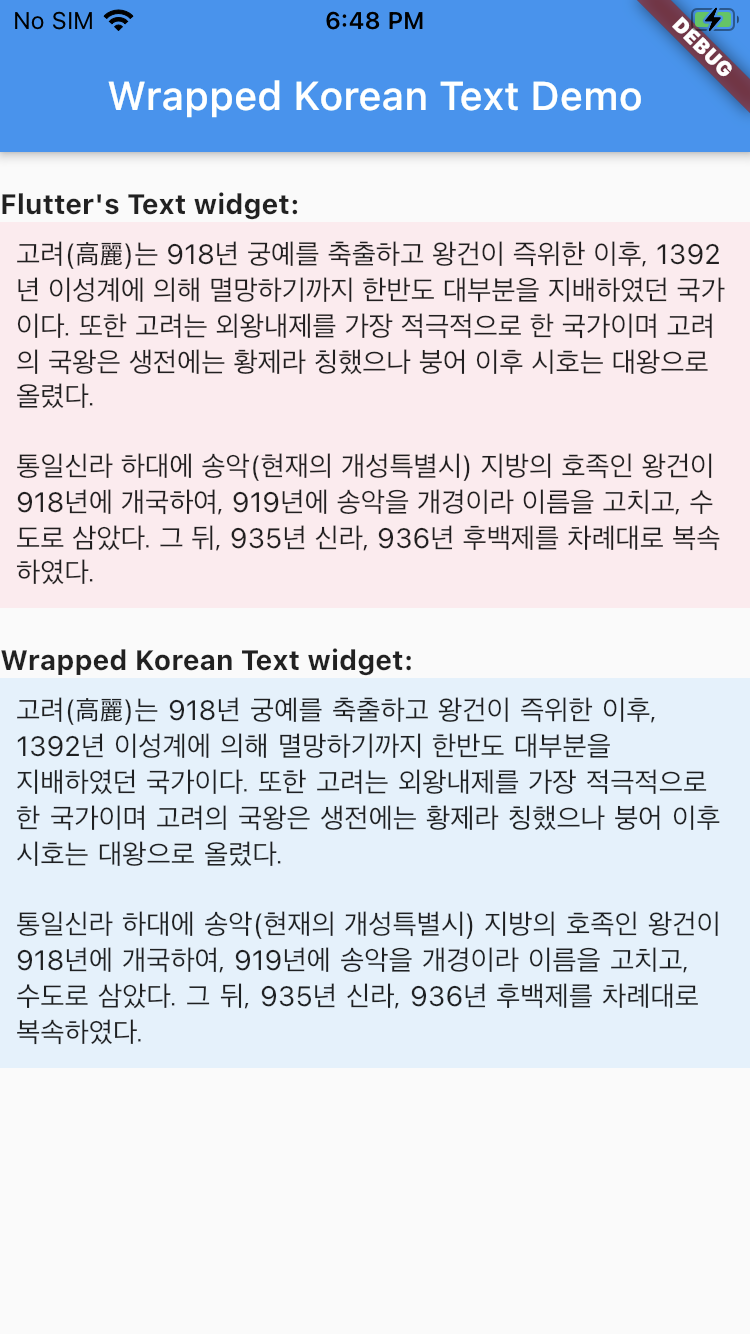 No SIM 6:48 PM
DEBUG
Wrapped Korean Text Demo
Flutter's Text widget:
고려(高麗)는 918년 궁예를 축출하고 왕건이 즉위한 이후, 1392
년 이성계에 의해 멸망하기까지 한반도 대부분을 지배하였던 국가
이다. 또한 고려는 외왕내제를 가장 적극적으로 한 국가이며 고려
의 국왕은 생전에는 황제라 칭했으나 붕어 이후 시호는 대왕으로
올렸다.
통일신라 하대에 송악(현재의 개성특별시) 지방의 호족인 왕건이
918년에 개국하여, 919년에 송악을 개경이라 이름을 고치고, 수
도로 삼았다. 그 뒤, 935년 신라, 936년 후백제를 차례대로 복속
하였다.
Wrapped Korean Text widget:
고려(高麗)는 918년 궁예를 축출하고 왕건이 즉위한 이후,
1392년 이성계에 의해 멸망하기까지 한반도 대부분을
지배하였던 국가이다. 또한 고려는 외왕내제를 가장 적극적으로
한 국가이며 고려의 국왕은 생전에는 황제라 칭했으나 붕어 이후
시호는 대왕으로 올렸다.
통일신라 하대에 송악(현재의 개성특별시) 지방의 호족인 왕건이
918년에 개국하여, 919년에 송악을 개경이라 이름을 고치고,
수도로 삼았다. 그 뒤, 935년 신라, 936년 후백제를 차례대로
복속하였다.